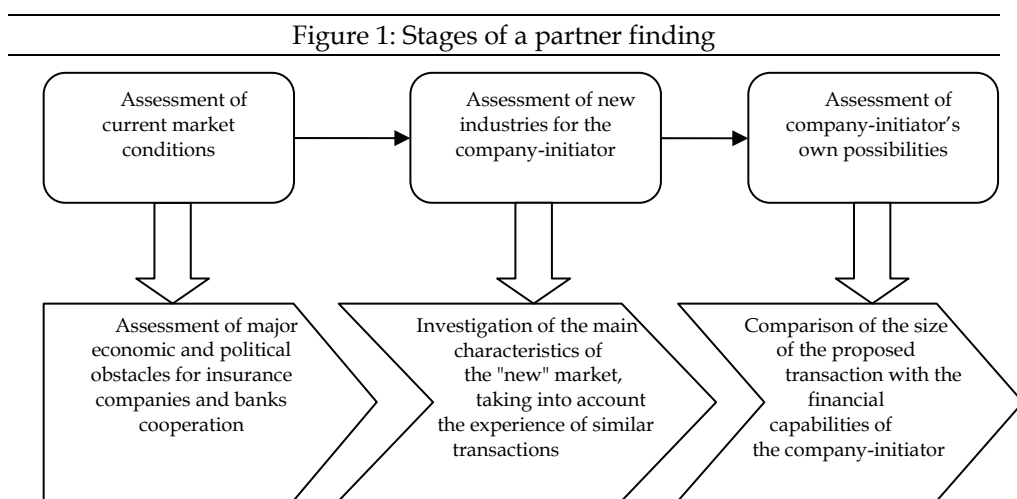 Figure 1: Stages of a partner finding
Assessment of
current market
conditions
Assessment of new
industries for the
company-initiator
Assessment of
company-initiator's
own possibilities
Assessment of major
economic and political
obstacles for insurance
companies and banks
cooperation
Investigation of the main
characteristics of
the "new" market,
taking into account
the experience of similar
transactions
Comparison of the size
of the proposed
transaction with the
financial
capabilities of
the company-initiator